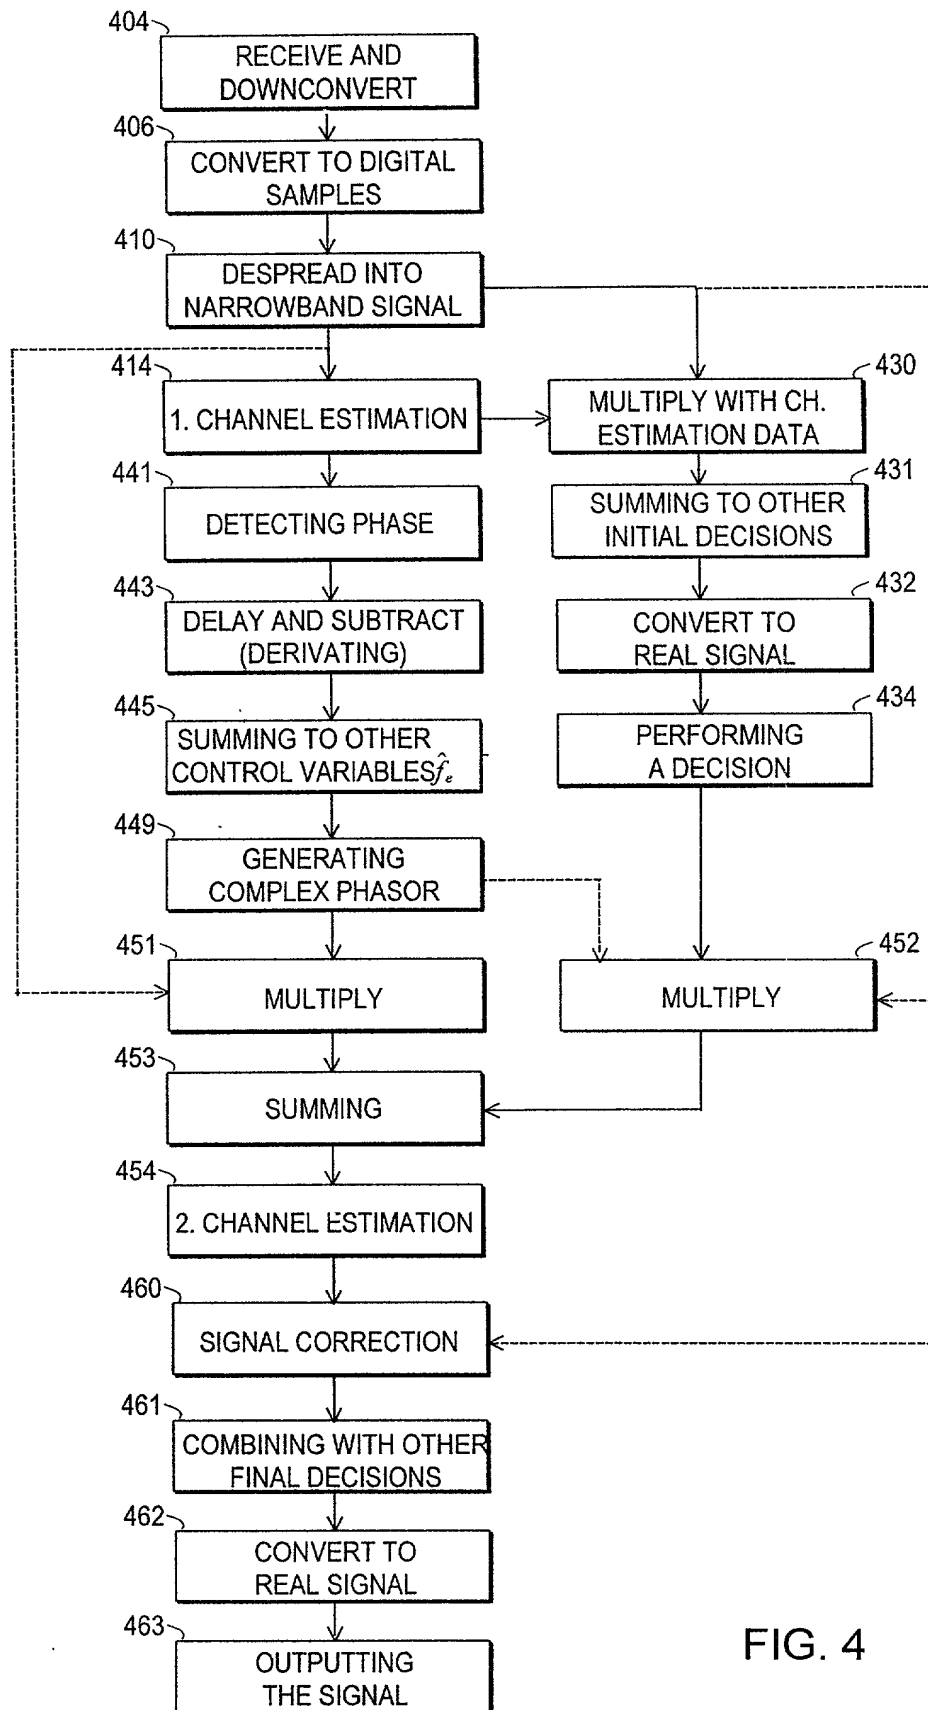 404
RECEIVE AND
DOWNCONVERT
406
CONVERT TO DIGITAL
SAMPLES
410
DESPREAD INTO
NARROWBAND SIGNAL
414
1. CHANNEL ESTIMATION
430
MULTIPLY WITH CH.
ESTIMATION DATA
441
DETECTING PHASE
431
SUMMING TO OTHER
INITIAL DECISIONS
443
DELAY AND SUBTRACT
(DERIVATING)
432
CONVERT TO
REAL SIGNAL
445
SUMMING TO OTHER
CONTROL VARIABLES f̂ₑ
434
PERFORMING
A DECISION
449
GENERATING
COMPLEX PHASOR
451
MULTIPLY
452
MULTIPLY
453
SUMMING
454
2. CHANNEL ESTIMATION
460
SIGNAL CORRECTION
461
COMBINING WITH OTHER
FINAL DECISIONS
462
CONVERT TO
REAL SIGNAL
463
OUTPUTTING
THE SIGNAL
FIG. 4